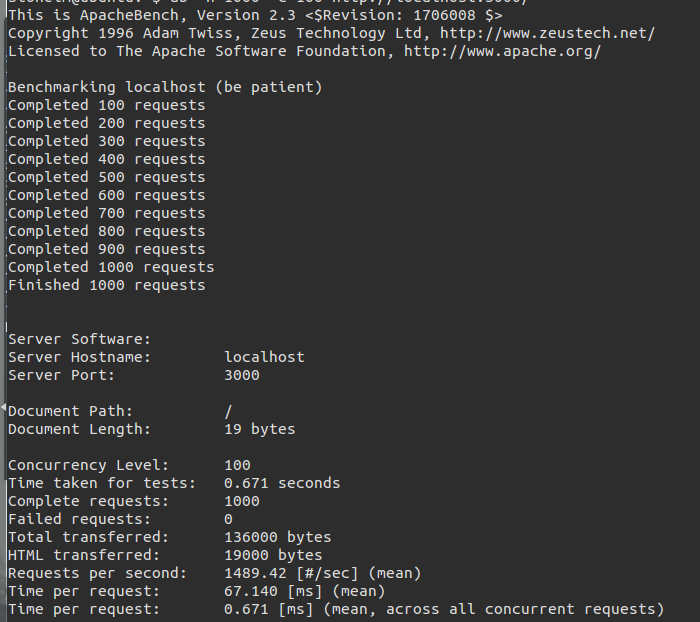 This is ApacheBench, Version 2.3 <$Revision: 1706008 $>
Copyright 1996 Adam Twiss, Zeus Technology Ltd, http://www.zeustech.net/
Licensed to The Apache Software Foundation, http://www.apache.org/
Benchmarking localhost (be patient)
Completed 100 requests
Completed 200 requests
Completed 300 requests
Completed 400 requests
Completed 500 requests
Completed 600 requests
Completed 700 requests
Completed 800 requests
Completed 900 requests
Completed 1000 requests
Finished 1000 requests
Server Software:
Server Hostname: localhost
Server Port: 3000
Document Path: /
Document Length: 19 bytes
Concurrency Level: 100
Time taken for tests: 0.671 seconds
Complete requests: 1000
Failed requests: 0
Total transferred: 136000 bytes
HTML transferred: 19000 bytes
Requests per second: 1489.42 [#/sec] (mean)
Time per request: 67.140 [ms] (mean)
Time per request: 0.671 [ms] (mean, across all concurrent requests)